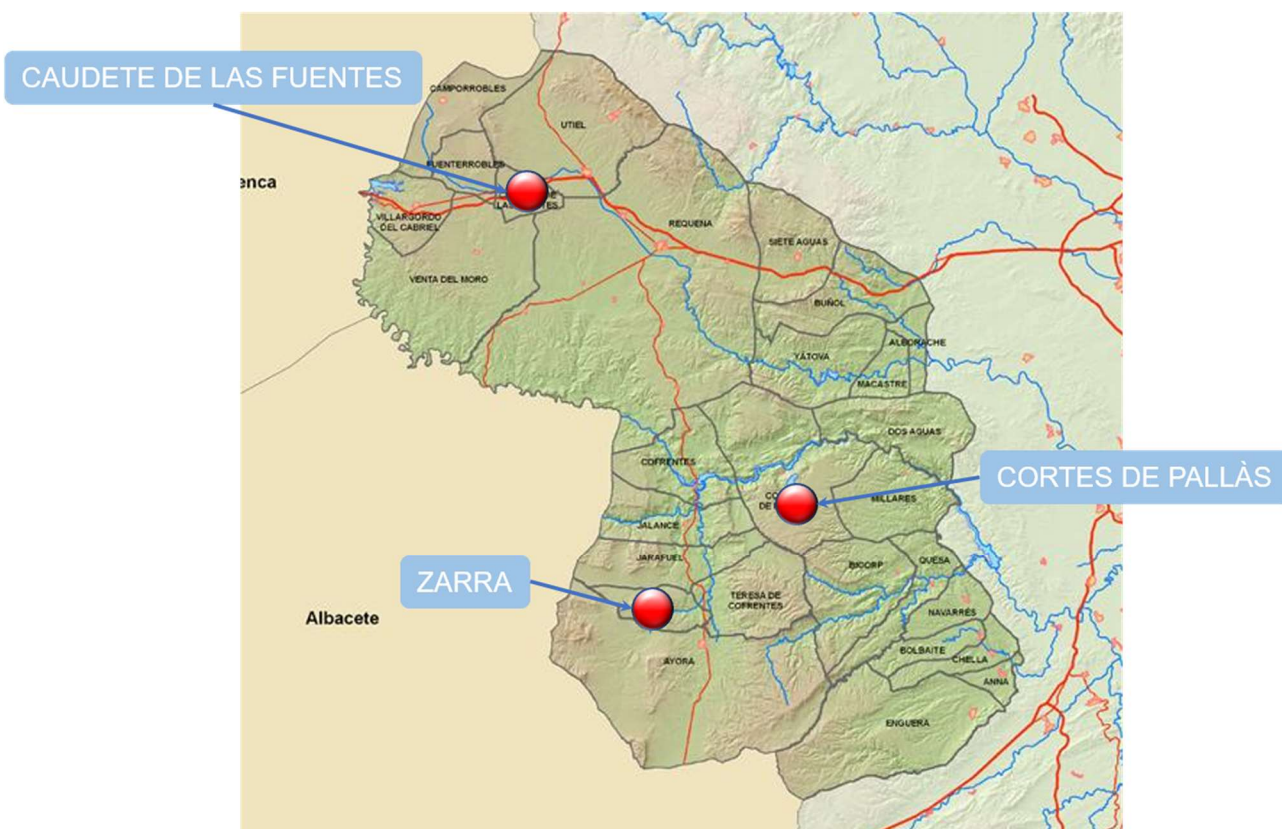 CAUDETE DE LAS FUENTES
CAMPORROBLES
UTIEL
FUENTERROBLES
enca
VILLARGORDO
DEL CABRIEL
REQUENA
SIETE AGUAS
VENTA DEL MORO
BUÑOL
ALBORACHE
YÁTOVA
MACASTRE
DOS AGUAS
COFRENTES
CORTES DE PALLÀS
MILLARES
JALANCE
JARAFUEL
BICORP
QUESA
ZARRA
TERESA DE
COFRENTES
NAVARRÉS
Albacete
BOLBAITE
CHELLA
AYORA
ANNA
ENGUERA